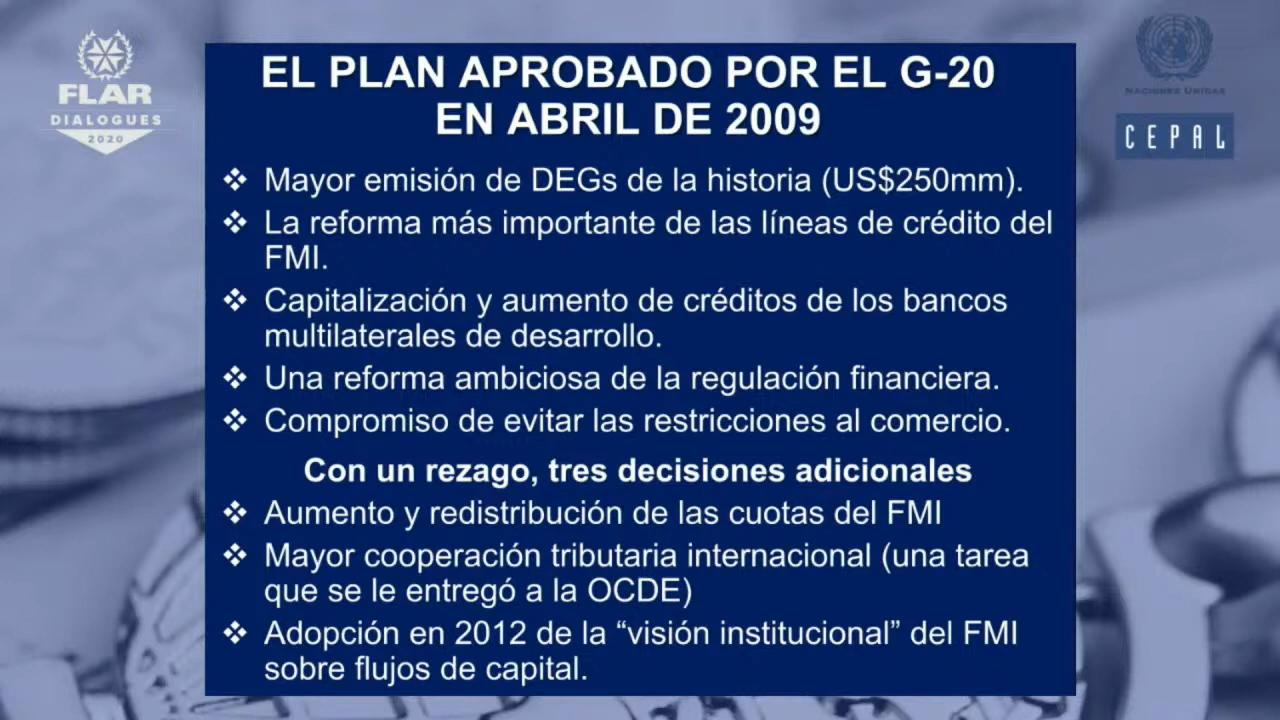 FLAR
DIALOGUES
2020
NACIONES UNIDAS
CEPAL
EL PLAN APROBADO POR EL G-20
EN ABRIL DE 2009
❖ Mayor emisión de DEGs de la historia (US$250mm).
❖ La reforma más importante de las líneas de crédito del
FMI.
❖ Capitalización y aumento de créditos de los bancos
multilaterales de desarrollo.
❖ Una reforma ambiciosa de la regulación financiera.
❖ Compromiso de evitar las restricciones al comercio.
Con un rezago, tres decisiones adicionales
❖ Aumento y redistribución de las cuotas del FMI
❖ Mayor cooperación tributaria internacional (una tarea
que se le entregó a la OCDE)
❖ Adopción en 2012 de la “visión institucional” del FMI
sobre flujos de capital.